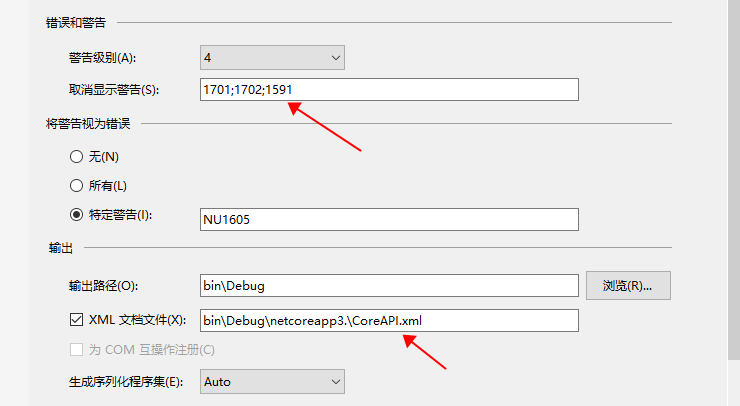 错误和警告
警告级别(A): 4
取消显示警告(S): 1701;1702;1591
将警告视为错误
无(N)
所有(L)
特定警告(I): NU1605
输出
输出路径(O): bin\Debug 浏览(R)...
XML 文档文件(X): bin\Debug\netcoreapp3.\CoreAPI.xml
为 COM 互操作注册(C)
生成序列化程序集(E): Auto